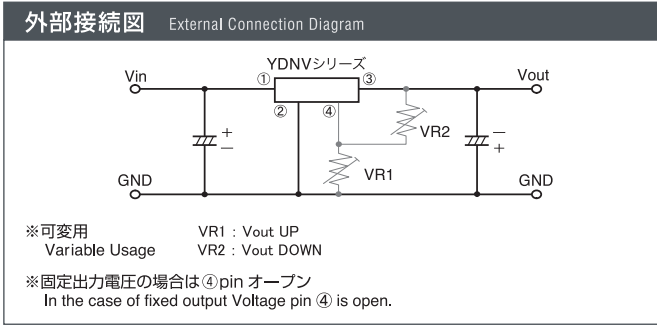 外部接続図 External Connection Diagram
YDNVシリーズ
Vin ① ③ Vout
② ④
+ VR2 −
− +
VR1
GND GND
※可変用 VR1 : Vout UP
Variable Usage VR2 : Vout DOWN
※固定出力電圧の場合は④pin オープン
In the case of fixed output Voltage pin ④ is open.